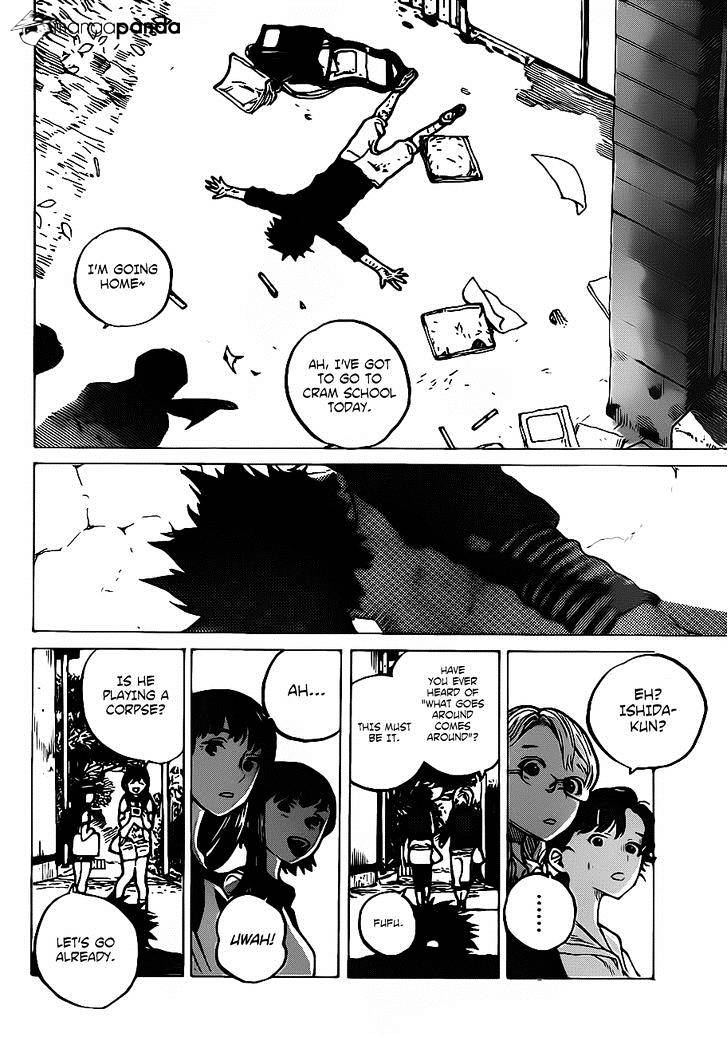 mangapanda
I'M GOING
HOME~
AH, I'VE GOT
TO GO TO
CRAM SCHOOL
TODAY.
EH?
ISHIDA-
KUN?
........
HAVE
YOU EVER
HEARD OF
"WHAT GOES
AROUND
COMES
AROUND"?
THIS MUST
BE IT.
FUFU.
AH...
UWAH!
IS HE
PLAYING A
CORPSE?
LET'S GO
ALREADY.